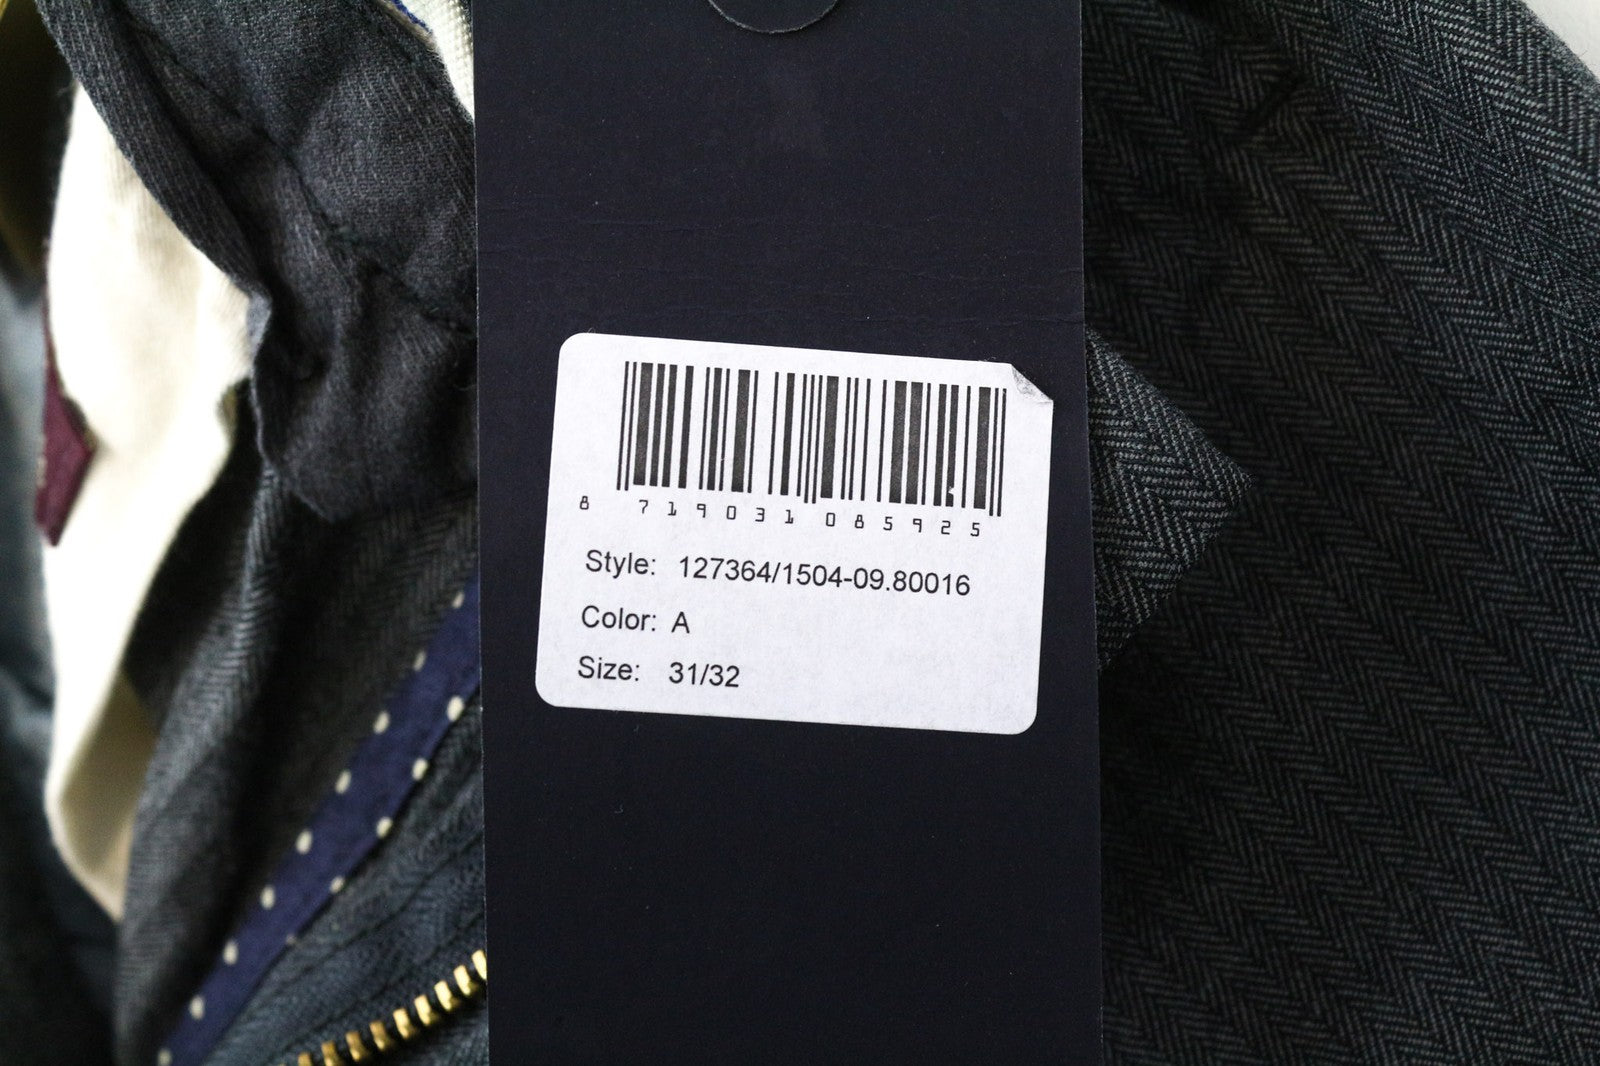 8 719031 085925
Style: 127364/1504-09.80016
Color: A
Size: 31/32